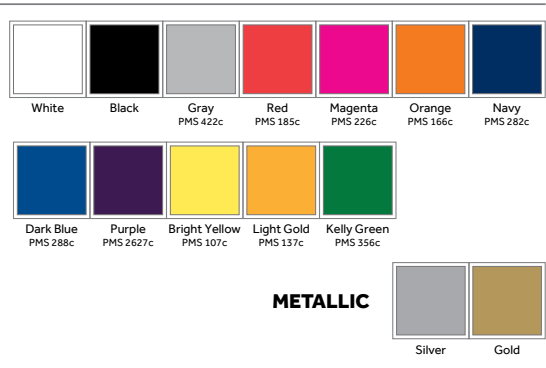 White Black Gray Red Magenta Orange Navy
PMS 422c PMS 185c PMS 226c PMS 166c PMS 282c
Dark Blue Purple Bright Yellow Light Gold Kelly Green
PMS 288c PMS 2627c PMS 107c PMS 137c PMS 356c
METALLIC
Silver Gold